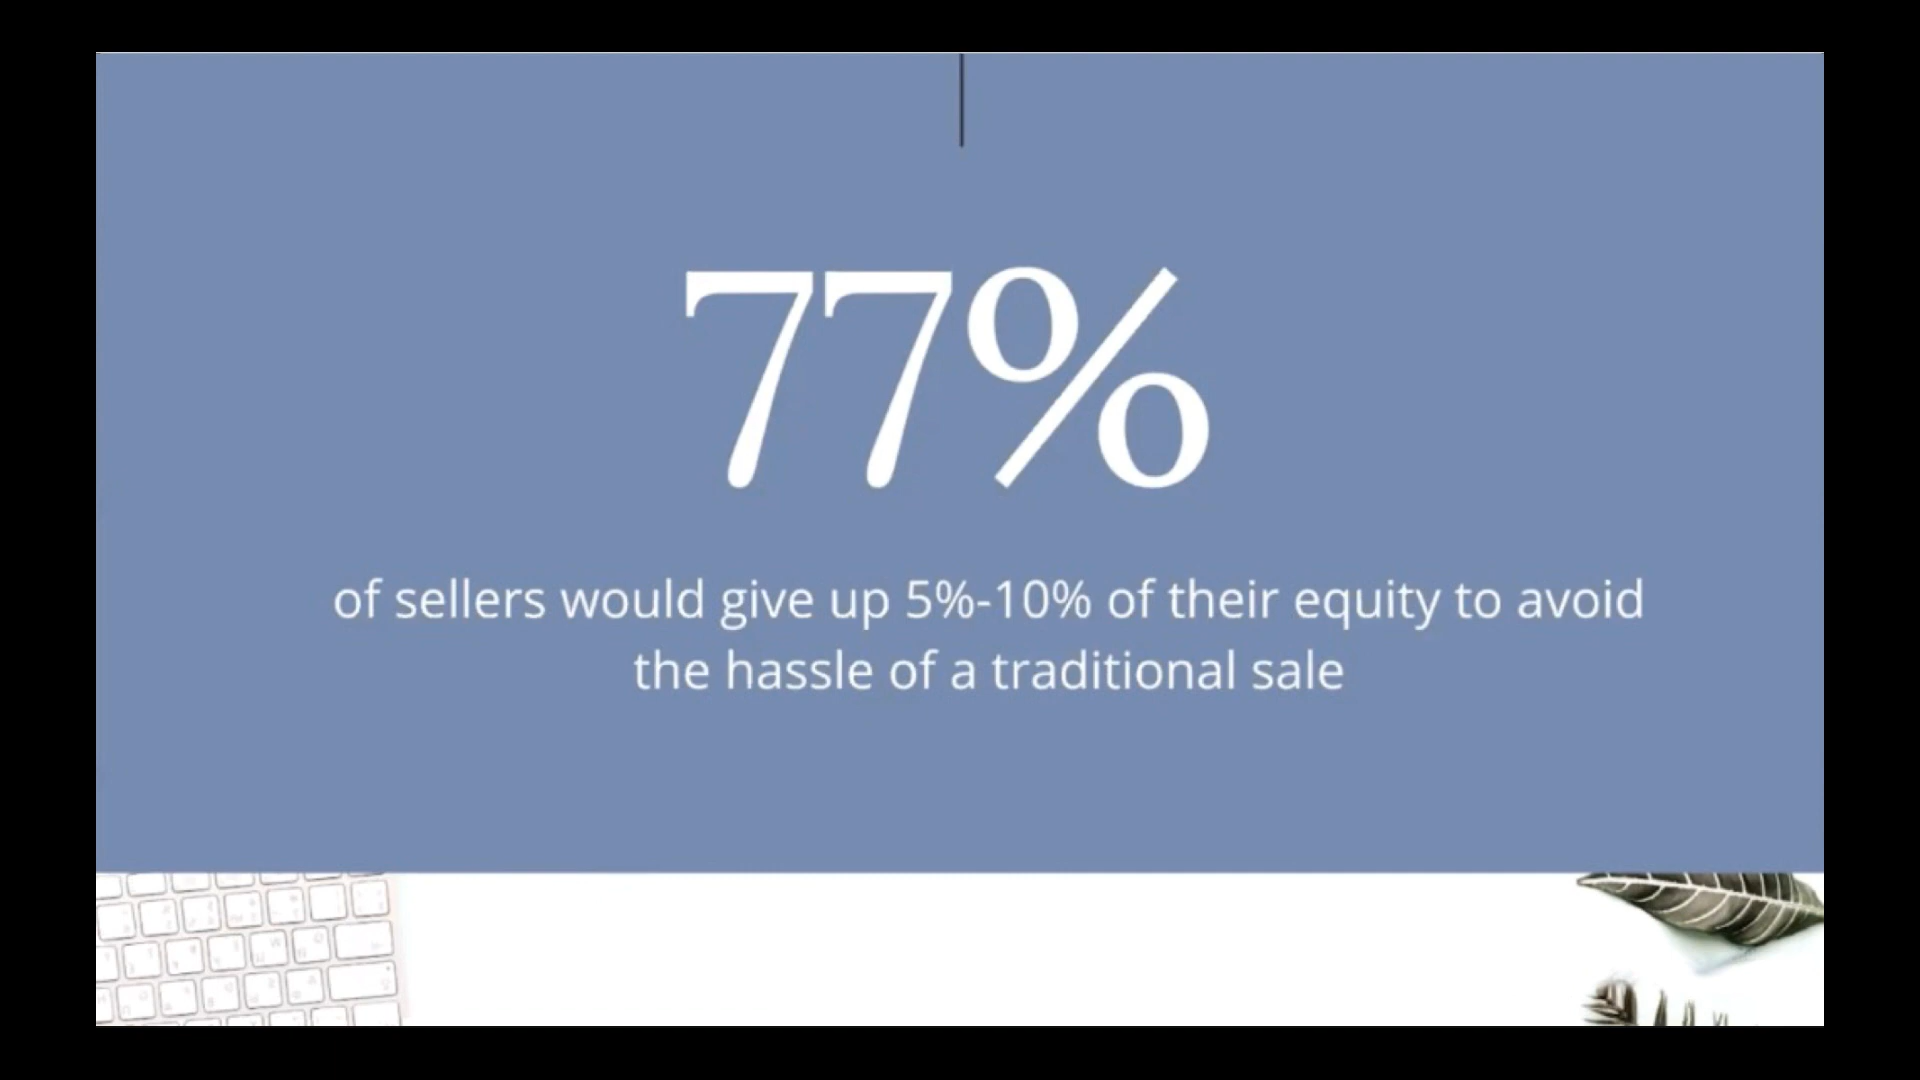 77%
of sellers would give up 5%-10% of their equity to avoid
the hassle of a traditional sale